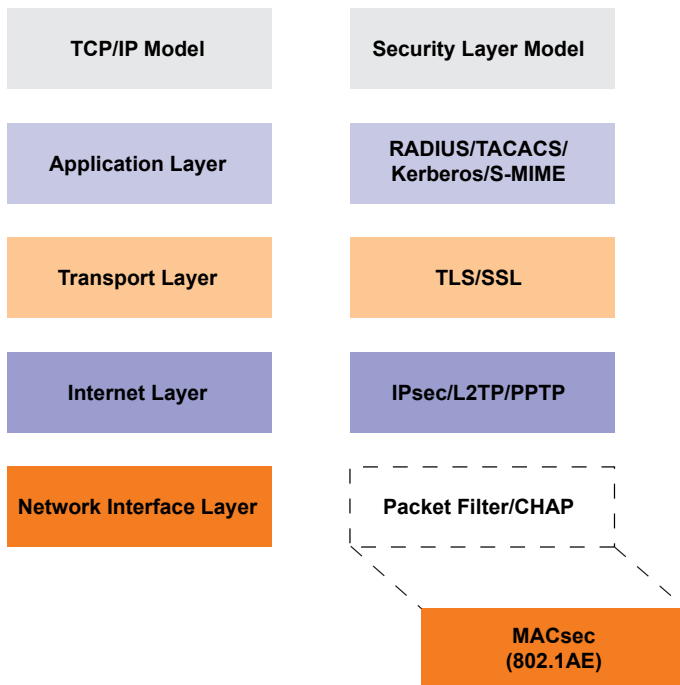 TCP/IP Model
Security Layer Model
Application Layer
RADIUS/TACACS/
Kerberos/S-MIME
Transport Layer
TLS/SSL
Internet Layer
IPsec/L2TP/PPTP
Network Interface Layer
Packet Filter/CHAP
MACsec
(802.1AE)